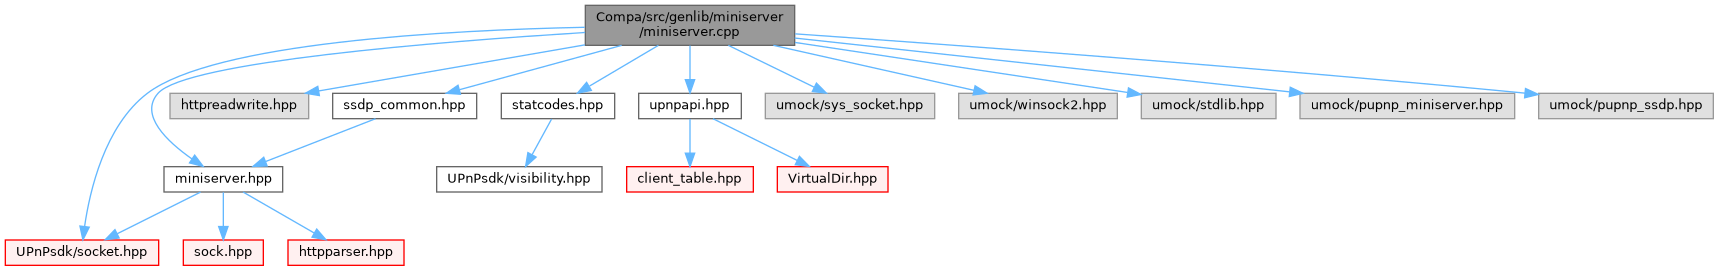 Compa/src/genlib/miniserver
/miniserver.cpp
httpreadwrite.hpp
ssdp_common.hpp
statcodes.hpp
upnpapi.hpp
umock/sys_socket.hpp
umock/winsock2.hpp
umock/stdlib.hpp
umock/pupnp_miniserver.hpp
umock/pupnp_ssdp.hpp
miniserver.hpp
UPnPsdk/visibility.hpp
client_table.hpp
VirtualDir.hpp
UPnPsdk/socket.hpp
sock.hpp
httpparser.hpp